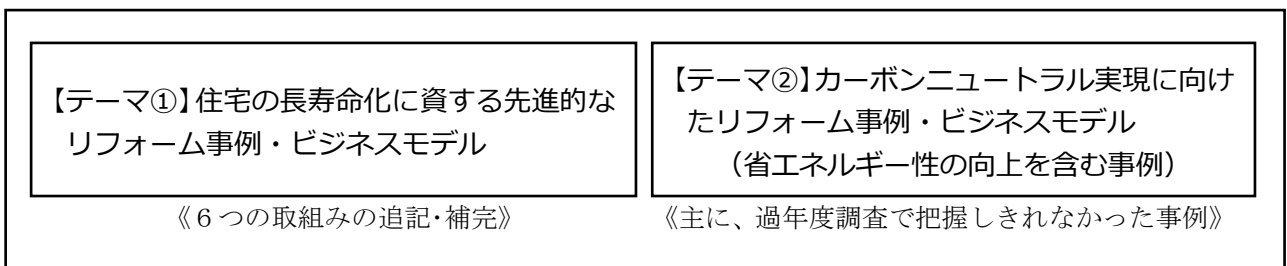 【テーマ①】住宅の長寿命化に資する先進的な
リフォーム事例・ビジネスモデル
《６つの取組みの追記・補完》
【テーマ②】カーボンニュートラル実現に向け
たリフォーム事例・ビジネスモデル
（省エネルギー性の向上を含む事例）
《主に、過年度調査で把握しきれなかった事例》